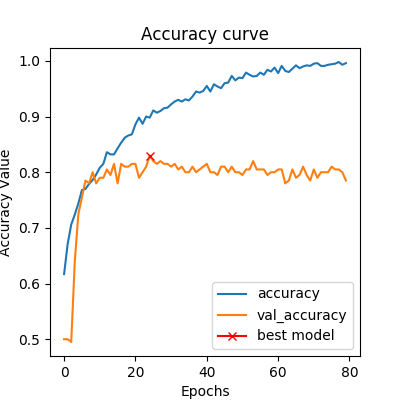 Accuracy curve
Accuracy Value
1.0
0.9
0.8
0.7
0.6
0.5
accuracy
val_accuracy
best model
0
20
40
60
80
Epochs